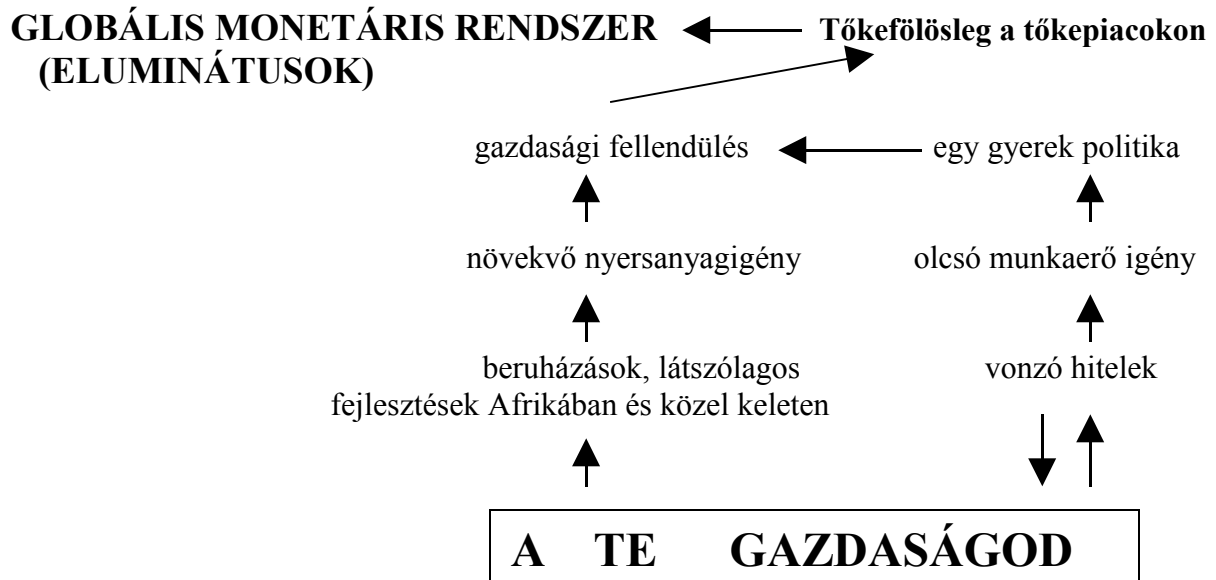 GLOBÁLIS MONETÁRIS RENDSZER Tőkefölösleg a tőkepiacokon
(ELUMINÁTUSOK)
gazdasági fellendülés egy gyerek politika
növekvő nyersanyagigény olcsó munkaerő igény
beruházások, látszólagos vonzó hitelek
fejlesztések Afrikában és közel keleten
A TE GAZDASÁGOD